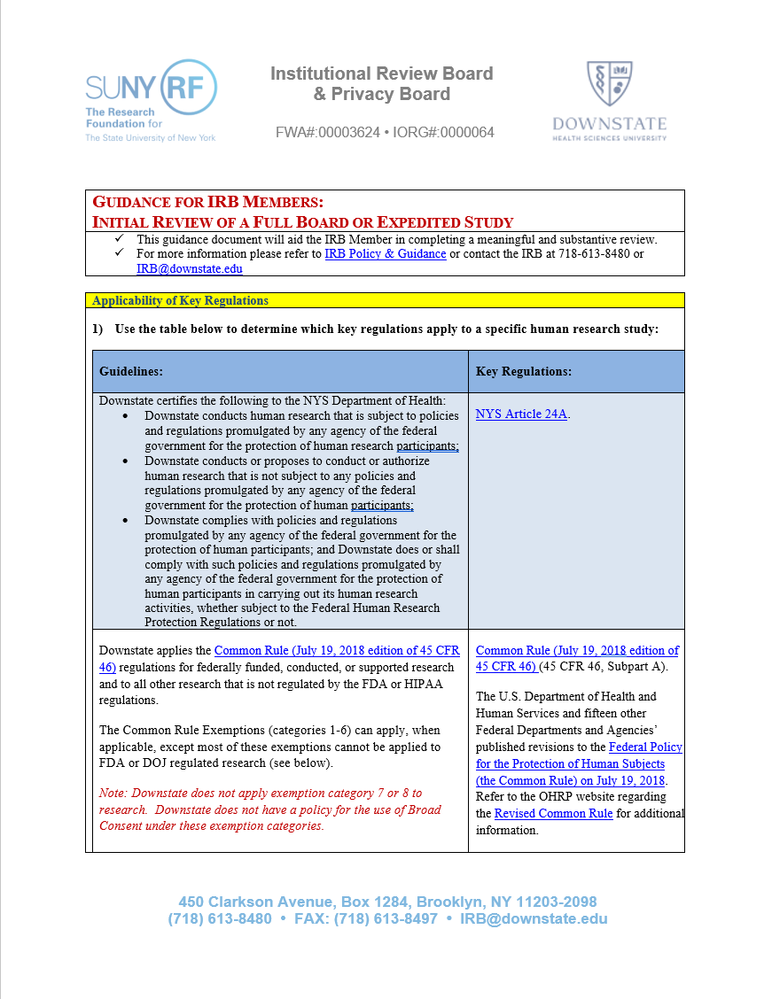 SUNY RF
The Research
Foundation for
The State University of New York
Institutional Review Board
& Privacy Board
FWA#:00003624 • IORG#:0000064
DOWNSTATE
HEALTH SCIENCES UNIVERSITY
GUIDANCE FOR IRB MEMBERS:
INITIAL REVIEW OF A FULL BOARD OR EXPEDITED STUDY
✓ This guidance document will aid the IRB Member in completing a meaningful and substantive review.
✓ For more information please refer to IRB Policy & Guidance or contact the IRB at 718-613-8480 or
IRB@downstate.edu
Applicability of Key Regulations
1) Use the table below to determine which key regulations apply to a specific human research study:
Guidelines:
Key Regulations:
Downstate certifies the following to the NYS Department of Health:
• Downstate conducts human research that is subject to policies
and regulations promulgated by any agency of the federal
government for the protection of human research participants;
• Downstate conducts or proposes to conduct or authorize
human research that is not subject to any policies and
regulations promulgated by any agency of the federal
government for the protection of human participants;
• Downstate complies with policies and regulations
promulgated by any agency of the federal government for the
protection of human participants; and Downstate does or shall
comply with such policies and regulations promulgated by
any agency of the federal government for the protection of
human participants in carrying out its human research
activities, whether subject to the Federal Human Research
Protection Regulations or not.
NYS Article 24A.
Downstate applies the Common Rule (July 19, 2018 edition of 45 CFR
46) regulations for federally funded, conducted, or supported research
and to all other research that is not regulated by the FDA or HIPAA
regulations.
The Common Rule Exemptions (categories 1-6) can apply, when
applicable, except most of these exemptions cannot be applied to
FDA or DOJ regulated research (see below).
Note: Downstate does not apply exemption category 7 or 8 to
research. Downstate does not have a policy for the use of Broad
Consent under these exemption categories.
Common Rule (July 19, 2018 edition of
45 CFR 46) (45 CFR 46, Subpart A).
The U.S. Department of Health and
Human Services and fifteen other
Federal Departments and Agencies'
published revisions to the Federal Policy
for the Protection of Human Subjects
(the Common Rule) on July 19, 2018.
Refer to the OHRP website regarding
the Revised Common Rule for additional
information.
450 Clarkson Avenue, Box 1284, Brooklyn, NY 11203-2098
(718) 613-8480 • FAX: (718) 613-8497 • IRB@downstate.edu